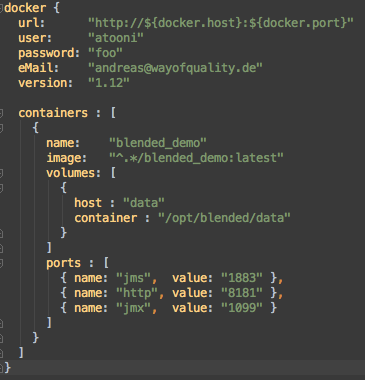 docker {
  url:      "http://${docker.host}:${docker.port}"
  user:     "atooni"
  password: "foo"
  eMail:    "andreas@wayofquality.de"
  version:  "1.12"
  containers : [
    {
      name:    "blended_demo"
      image:   "^.*/blended_demo:latest"
      volumes: [
        {
          host : "data"
          container : "/opt/blended/data"
        }
      ]
      ports : [
        { name: "jms",  value: "1883" },
        { name: "http", value: "8181" },
        { name: "jmx",  value: "1099" }
      ]
    }
  ]
}